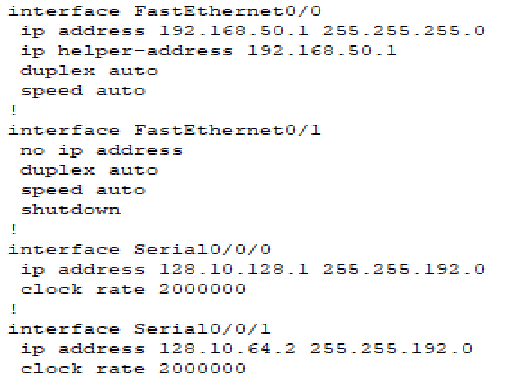 interface FastEthernet0/0
 ip address 192.168.50.1 255.255.255.0
 ip helper-address 192.168.50.1
 duplex auto
 speed auto
!
interface FastEthernet0/1
 no ip address
 duplex auto
 speed auto
 shutdown
!
interface Serial0/0/0
 ip address 128.10.128.1 255.255.192.0
 clock rate 2000000
!
interface Serial0/0/1
 ip address 128.10.64.2 255.255.192.0
 clock rate 2000000